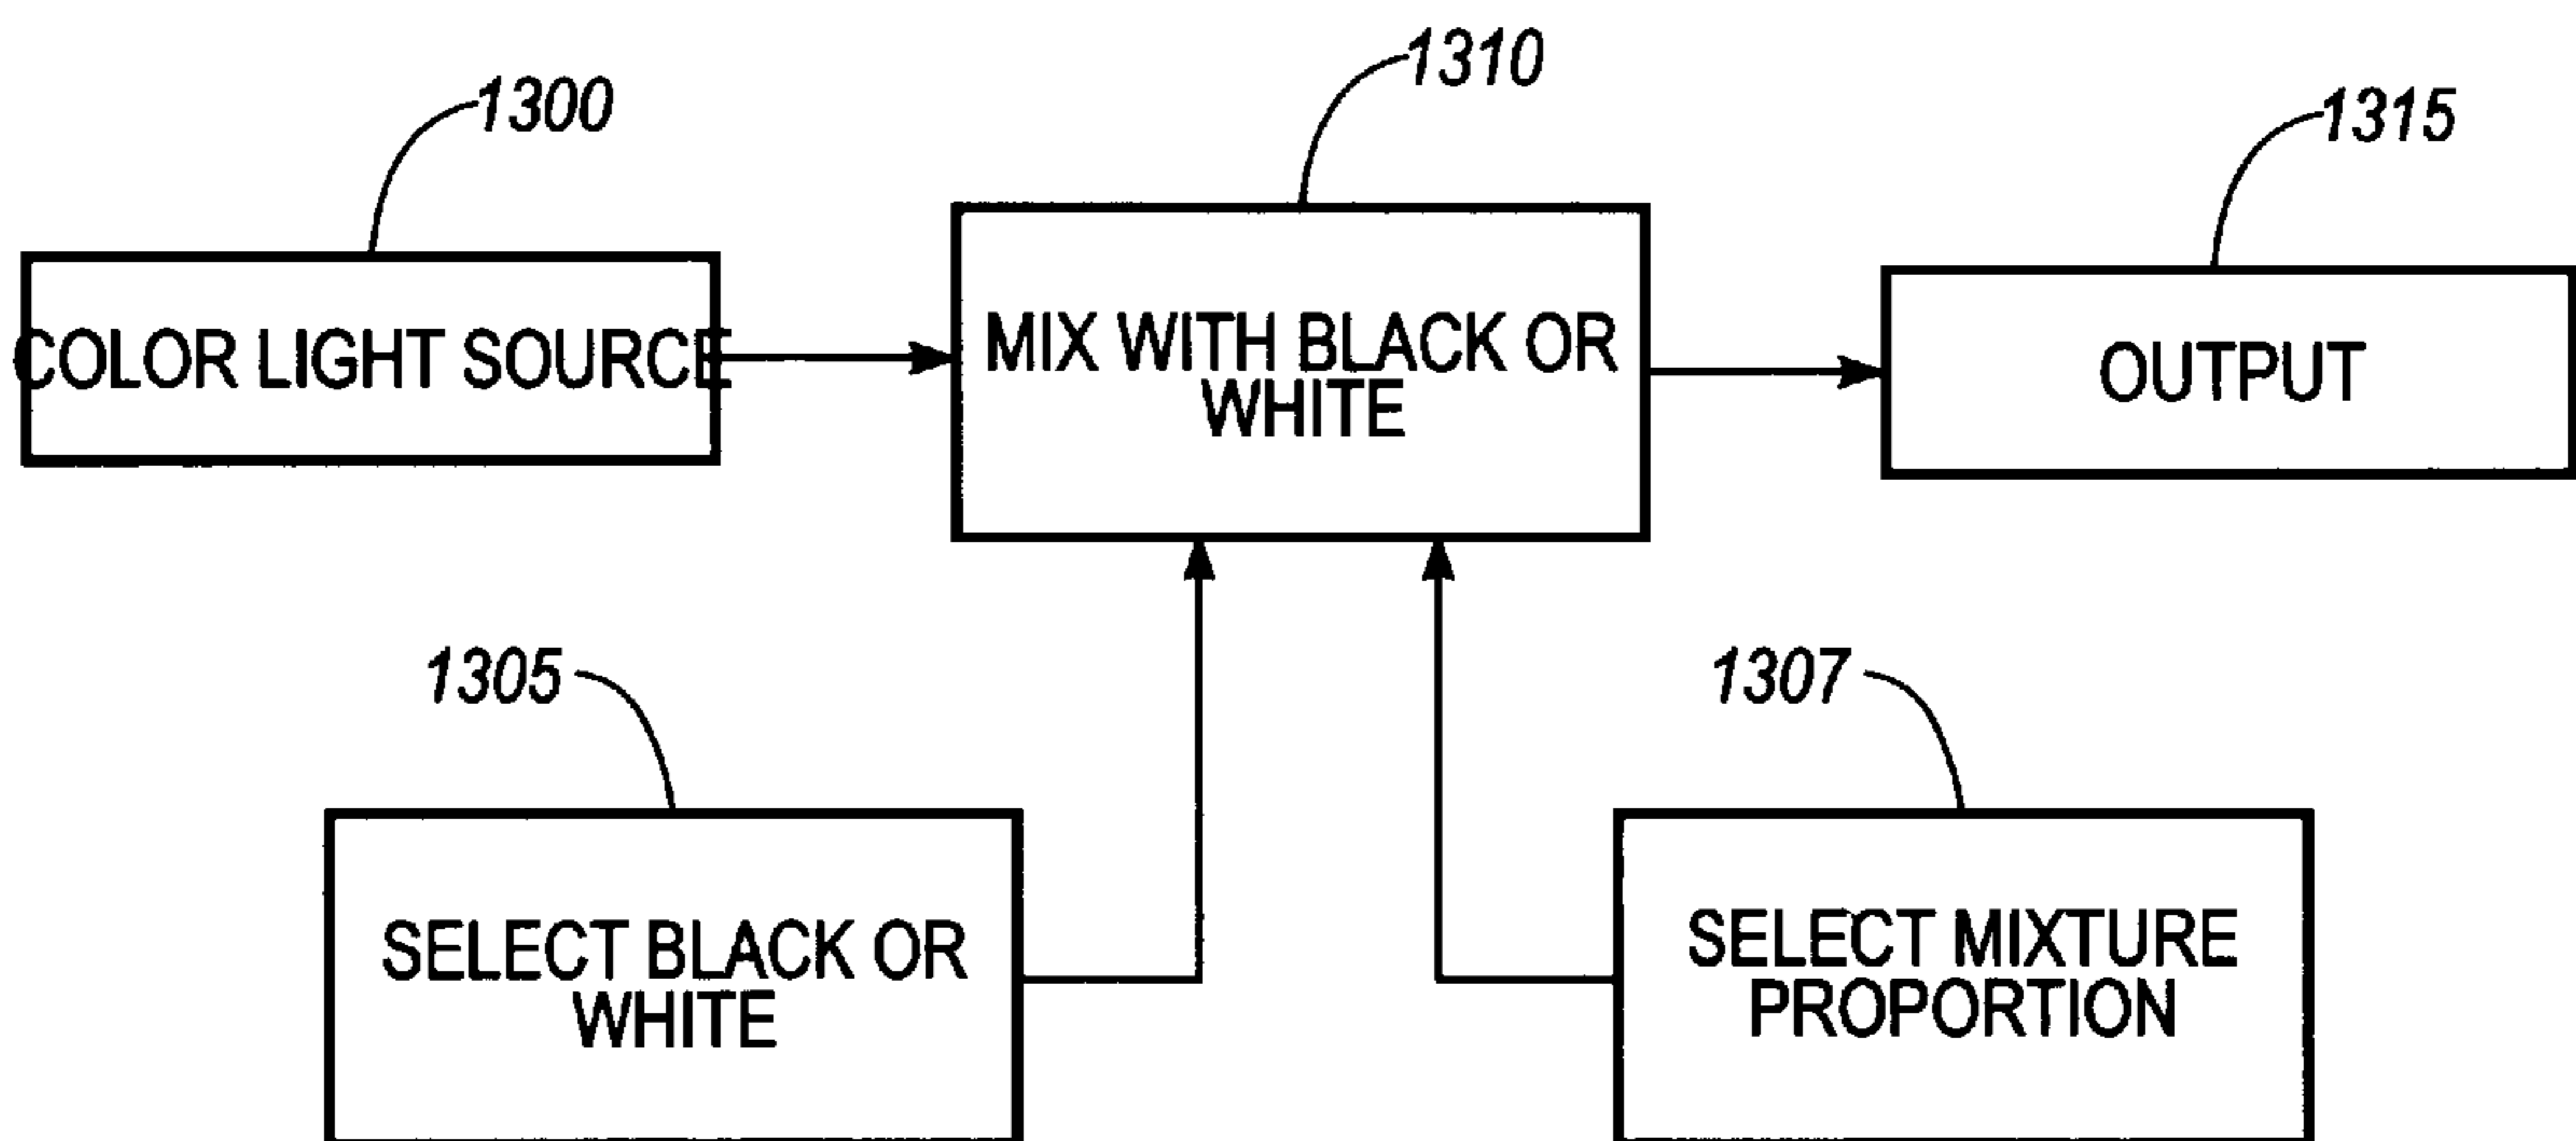 1300
1310
1315
COLOR LIGHT SOURCE
MIX WITH BLACK OR
WHITE
OUTPUT
1305
1307
SELECT BLACK OR
WHITE
SELECT MIXTURE
PROPORTION